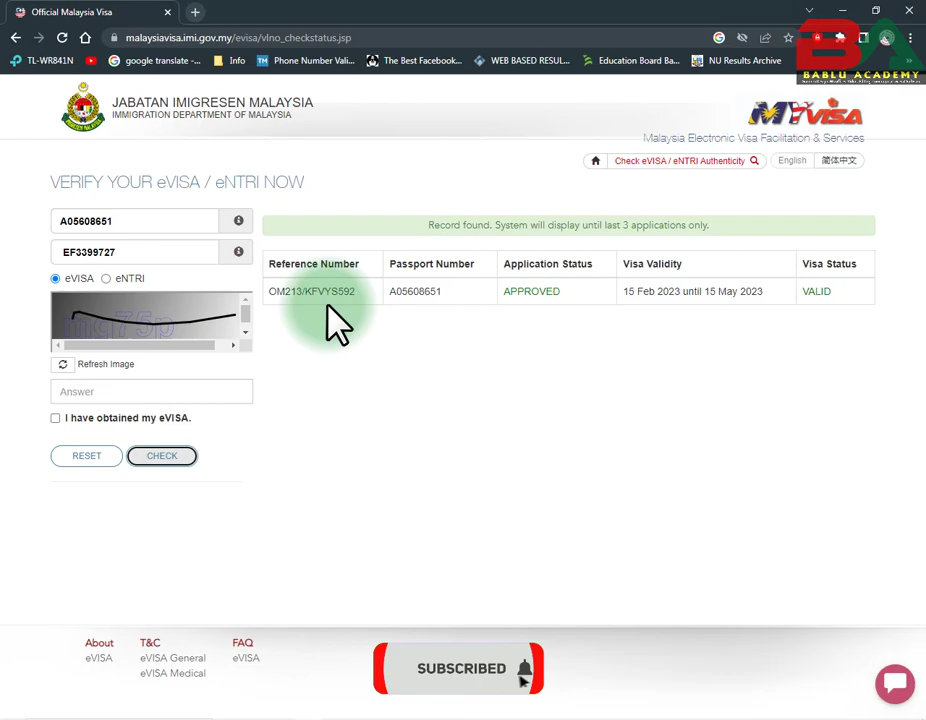 Official Malaysia Visa
malaysiavisa.imi.gov.my/evisa/vlno_checkstatus.jsp
TL-WR841N
google translate -...
Info
TM
Phone Number Vali...
The Best Facebook...
WEB BASED RESUL...
Education Board Ba...
NU Results Archive
BA
BABLU ACADEMY
JABATAN IMIGRESEN MALAYSIA
IMMIGRATION DEPARTMENT OF MALAYSIA
MYVISA
Malaysia Electronic Visa Facilitation & Services
Check eVISA / eNTRI Authenticity
English
简体中文
VERIFY YOUR eVISA / eNTRI NOW
A05608651
EF3399727
eVISA
eNTRI
mq75p
Refresh Image
Answer
I have obtained my eVISA.
RESET
CHECK
Record found. System will display until last 3 applications only.
Reference Number Passport Number Application Status Visa Validity Visa Status
OM213/KFVYS592 A05608651 APPROVED 15 Feb 2023 until 15 May 2023 VALID
About
eVISA
T&C
eVISA General
eVISA Medical
FAQ
eVISA
SUBSCRIBED